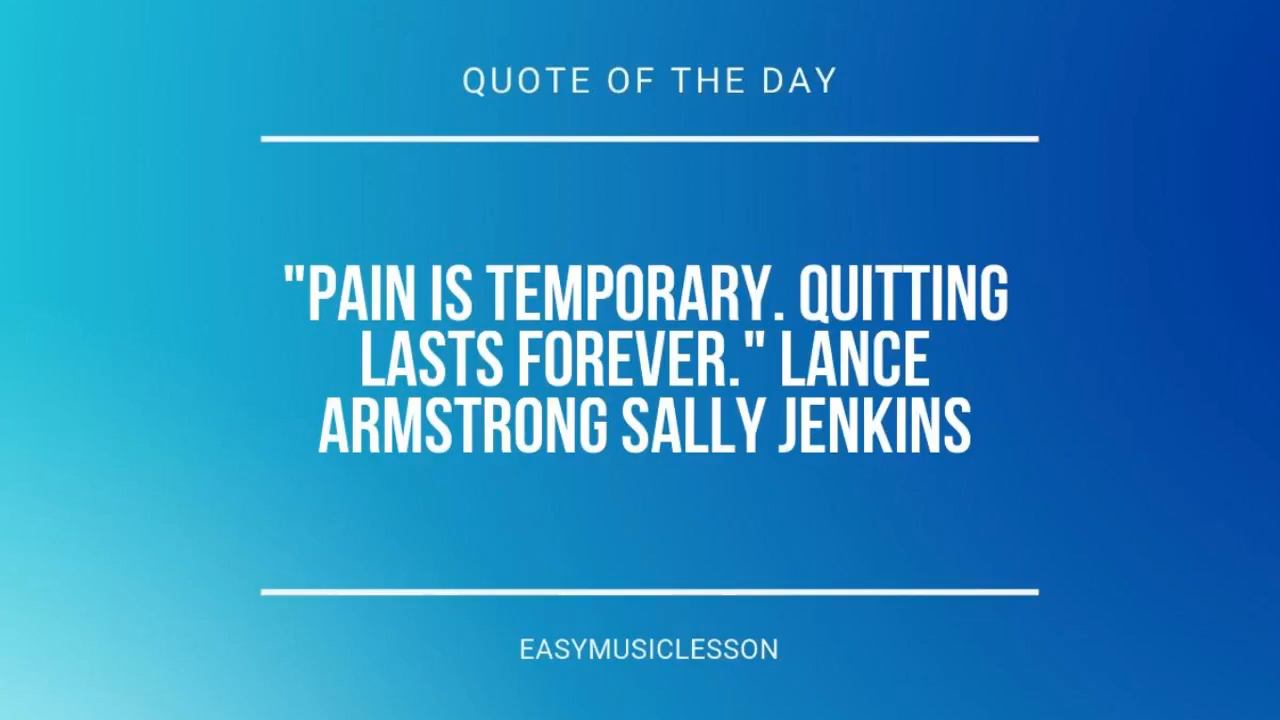 QUOTE OF THE DAY
"PAIN IS TEMPORARY. QUITTING
LASTS FOREVER." LANCE
ARMSTRONG SALLY JENKINS
EASYMUSICLESSON